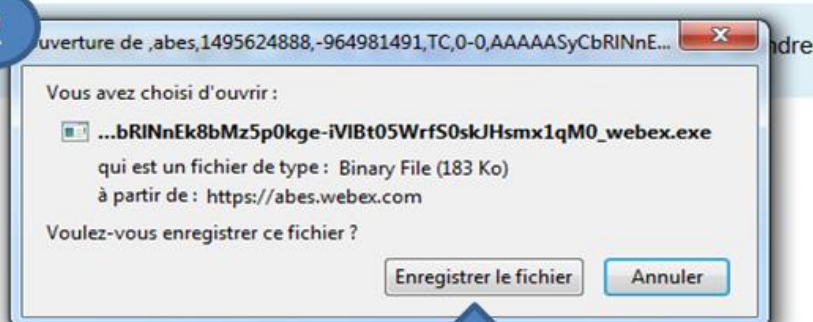 uverture de ,abes,1495624888,-964981491,TC,0-0,AAAAASyCbRINnE...
ndre
Vous avez choisi d'ouvrir :
...bRINnEk8bMz5p0kge-iVIBt05WrfS0skJHsmx1qM0_webex.exe
qui est un fichier de type : Binary File (183 Ko)
à partir de : https://abes.webex.com
Voulez-vous enregistrer ce fichier ?
Enregistrer le fichier
Annuler